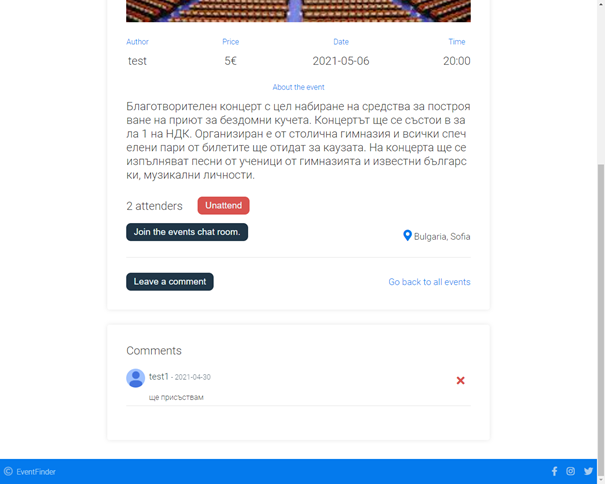 Author Price Date Time
test 5€ 2021-05-06 20:00
About the event
Благотворителен концерт с цел набиране на средства за построя
ване на приют за бездомни кучета. Концертът ще се състои в за
ла 1 на НДК. Организиран е от столична гимназия и всички спеч
елени пари от билетите ще отидат за каузата. На концерта ще се
изпълняват песни от ученици от гимназията и известни българс
ки, музикални личности.
2 attenders Unattend
Join the events chat room. Bulgaria, Sofia
Leave a comment Go back to all events
Comments
test1 - 2021-04-30
ще присъствам
© EventFinder